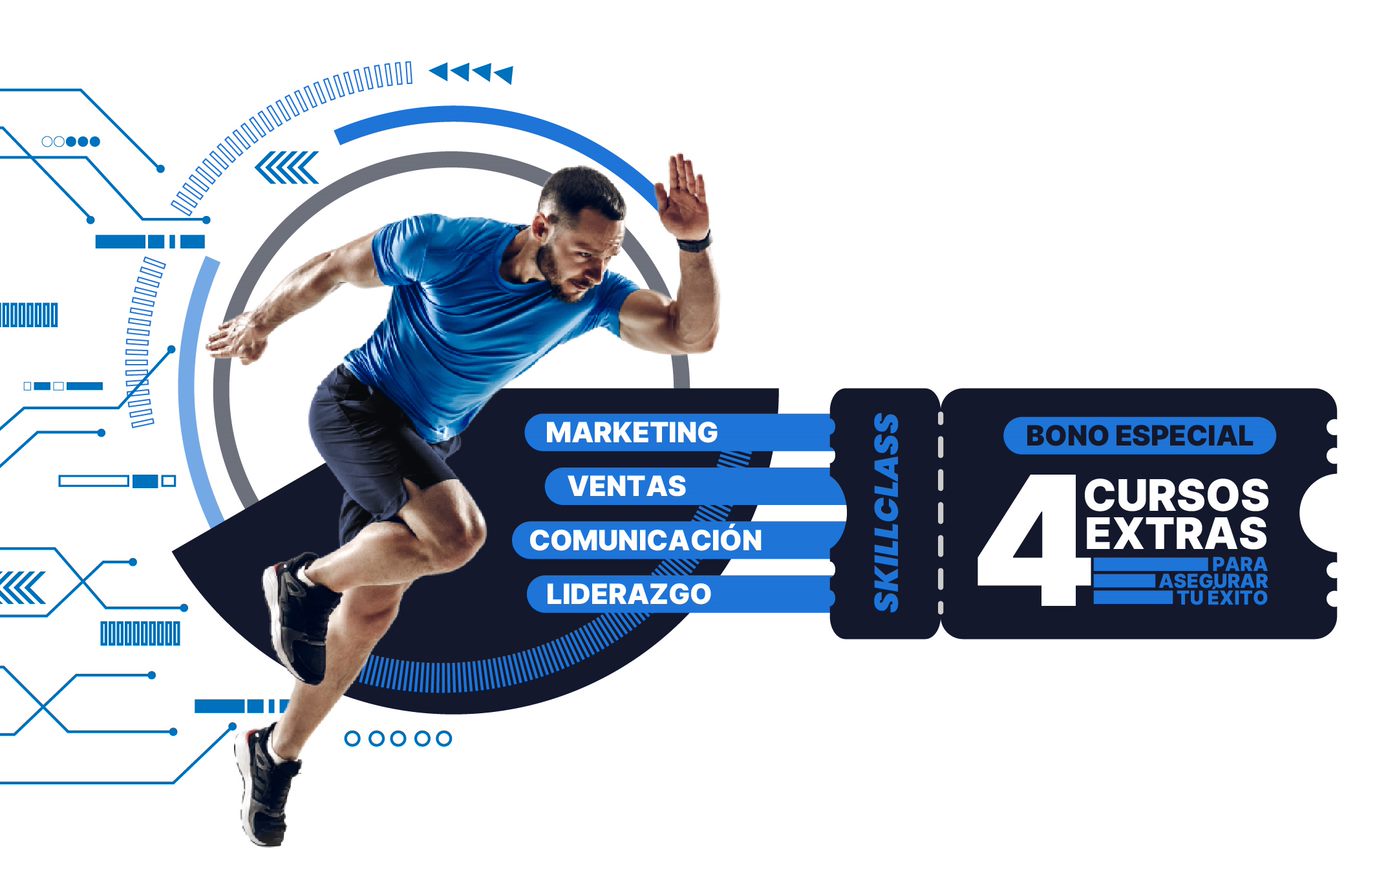 MARKETING
VENTAS
COMUNICACIÓN
LIDERAZGO
SKILLCLASS
BONO ESPECIAL
4 CURSOS
EXTRAS
PARA
ASEGURAR
TU ÉXITO